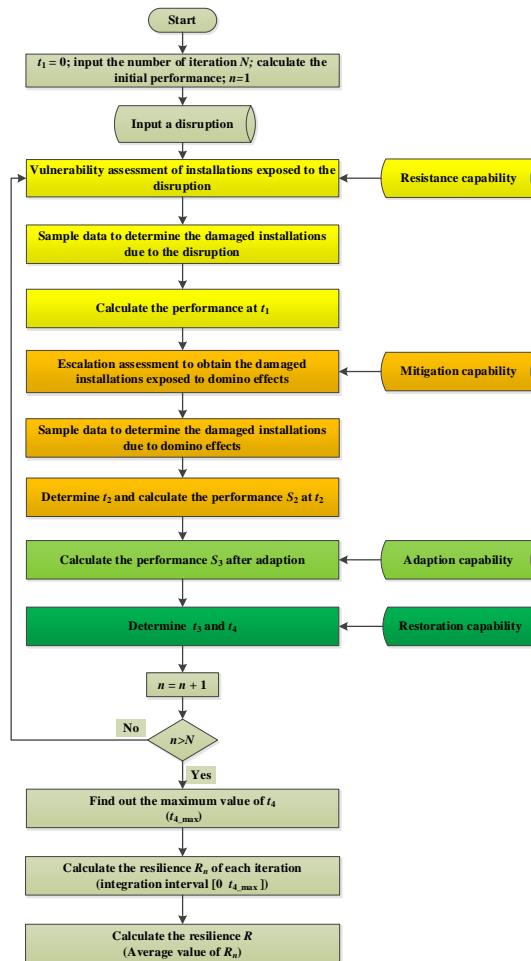 Start
t₁ = 0; input the number of iteration N; calculate the
initial performance; n=1
Input a disruption
Vulnerability assessment of installations exposed to the
disruption
Resistance capability
Sample data to determine the damaged installations
due to the disruption
Calculate the performance at t₁
Escalation assessment to obtain the damaged
installations exposed to domino effects
Mitigation capability
Sample data to determine the damaged installations
due to domino effects
Determine t₂ and calculate the performance S₂ at t₂
Calculate the performance S₃ after adaption
Adaption capability
Determine t₃ and t₄
Restoration capability
n = n + 1
No
n>N
Yes
Find out the maximum value of t₄
(t₄_max)
Calculate the resilience Rₙ of each iteration
(integration interval [0 t₄_max ])
Calculate the resilience R
(Average value of Rₙ)